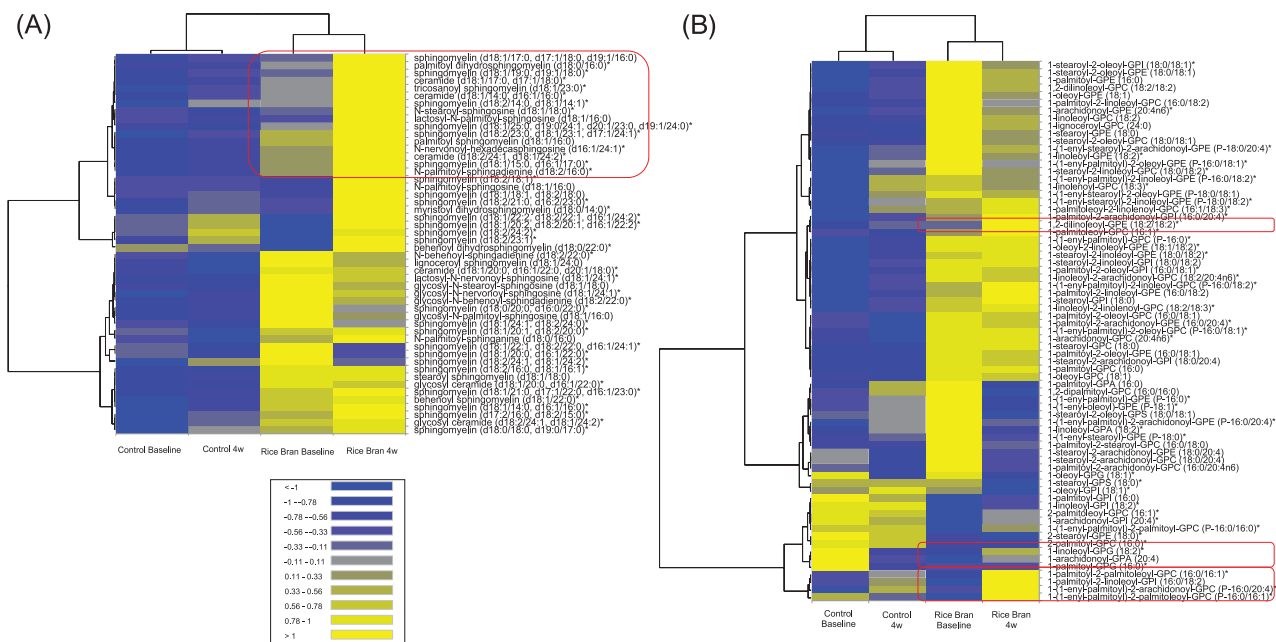 (A)
sphingomyelin (d18:1/17:0, d17:1/18:0, d19:1/16:0)
palmitoyl dihydrosphingomyelin (d18:0/16:0)*
sphingomyelin (d18:1/19:0, d19:1/18:0)*
ceramide (d18:1/17:0, d17:1/18:0)*
tricosanoyl sphingomyelin (d18:1/23:0)*
ceramide (d18:1/14:0, d16:1/16:0)*
sphingomyelin (d18:2/14:0, d18:1/14:1)*
N-stearoyl-sphingosine (d18:1/18:0)*
lactosyl-N-palmitoyl-sphingosine (d18:1/16:0)
sphingomyelin (d18:1/25:0, d19:0/24:1, d20:1/23:0, d19:1/24:0)*
sphingomyelin (d18:2/23:0, d18:1/23:1, d17:1/24:1)*
palmitoyl sphingomyelin (d18:1/16:0)
N-nervonoyl-hexadecasphingosine (d16:1/24:1)*
ceramide (d18:2/24:1, d18:1/24:2)*
sphingomyelin (d18:1/15:0, d16:1/17:0)*
N-palmitoyl-sphingadienine (d18:2/16:0)*
sphingomyelin (d18:2/18:1)*
N-palmitoyl-sphingosine (d18:1/16:0)
sphingomyelin (d18:1/18:1, d18:2/18:0)
sphingomyelin (d18:2/21:0, d16:2/23:0)*
myristoyl dihydrosphingomyelin (d18:0/14:0)*
sphingomyelin (d18:1/22:2, d18:2/22:1, d16:1/24:2)*
sphingomyelin (d18:1/20:2, d18:2/20:1, d16:1/22:2)*
sphingomyelin (d18:2/24:2)*
sphingomyelin (d18:2/23:1)*
behenoyl dihydrosphingomyelin (d18:0/22:0)*
N-behenoyl-sphingadienine (d18:2/22:0)*
lignoceroyl sphingomyelin (d18:1/24:0)
ceramide (d18:1/20:0, d16:1/22:0, d20:1/18:0)*
lactosyl-N-nervonoyl-sphingosine (d18:1/24:1)*
glycosyl-N-stearoyl-sphingosine (d18:1/18:0)
glycosyl-N-nervonoyl-sphingosine (d18:1/24:1)*
glycosyl-N-behenoyl-sphingadienine (d18:2/22:0)*
sphingomyelin (d18:0/20:0, d16:0/22:0)*
glycosyl-N-palmitoyl-sphingosine (d18:1/16:0)
sphingomyelin (d18:1/24:1, d18:2/24:0)*
sphingomyelin (d18:1/20:1, d18:2/20:0)*
N-palmitoyl-sphinganine (d18:0/16:0)
sphingomyelin (d18:1/22:1, d18:2/22:0, d16:1/24:1)*
sphingomyelin (d18:1/20:0, d16:1/22:0)*
sphingomyelin (d18:2/24:1, d18:1/24:2)*
sphingomyelin (d18:2/16:0, d18:1/16:1)*
stearoyl sphingomyelin (d18:1/18:0)
glycosyl ceramide (d18:1/20:0, d16:1/22:0)*
sphingomyelin (d18:1/21:0, d17:1/22:0, d16:1/23:0)*
behenoyl sphingomyelin (d18:1/22:0)*
sphingomyelin (d18:1/14:0, d16:1/16:0)*
sphingomyelin (d17:2/16:0, d18:2/15:0)*
glycosyl ceramide (d18:2/24:1, d18:1/24:2)*
sphingomyelin (d18:0/18:0, d19:0/17:0)*
Control Baseline
Control 4w
Rice Bran Baseline
Rice Bran 4w
< -1
-1 --0.78
-0.78 --0.56
-0.56 --0.33
-0.33 --0.11
-0.11 -0.11
0.11 -0.33
0.33 -0.56
0.56 -0.78
0.78 -1
> 1
(B)
1-stearoyl-2-oleoyl-GPI (18:0/18:1)*
1-stearoyl-2-oleoyl-GPE (18:0/18:1)
1-palmitoyl-GPE (16:0)
1,2-dilinoleoyl-GPC (18:2/18:2)
1-oleoyl-GPE (18:1)
1-palmitoyl-2-linoleoyl-GPC (16:0/18:2)
1-arachidonoyl-GPE (20:4n6)*
1-linoleoyl-GPC (18:2)
1-lignoceroyl-GPC (24:0)
1-stearoyl-GPE (18:0)
1-stearoyl-2-oleoyl-GPC (18:0/18:1)
1-(1-enyl-stearoyl)-2-arachidonoyl-GPE (P-18:0/20:4)*
1-linoleoyl-GPE (18:2)*
1-(1-enyl-palmitoyl)-2-oleoyl-GPE (P-16:0/18:1)*
1-stearoyl-2-linoleoyl-GPC (18:0/18:2)*
1-(1-enyl-palmitoyl)-2-linoleoyl-GPE (P-16:0/18:2)*
1-linolenoyl-GPC (18:3)*
1-(1-enyl-stearoyl)-2-oleoyl-GPE (P-18:0/18:1)
1-(1-enyl-stearoyl)-2-linoleoyl-GPE (P-18:0/18:2)*
1-palmitoleoyl-2-linolenoyl-GPC (16:1/18:3)*
1-palmitoyl-2-arachidonoyl-GPI (16:0/20:4)*
1,2-dilinoleoyl-GPE (18:2/18:2)*
1-palmitoleoyl-GPC (16:1)*
1-(1-enyl-palmitoyl)-GPC (P-16:0)*
1-oleoyl-2-linoleoyl-GPE (18:1/18:2)*
1-stearoyl-2-linoleoyl-GPE (18:0/18:2)*
1-stearoyl-2-linoleoyl-GPI (18:0/18:2)
1-palmitoyl-2-oleoyl-GPI (16:0/18:1)*
1-linoleoyl-2-arachidonoyl-GPC (18:2/20:4n6)*
1-(1-enyl-palmitoyl)-2-linoleoyl-GPC (P-16:0/18:2)*
1-palmitoyl-2-linoleoyl-GPE (16:0/18:2)
1-stearoyl-GPI (18:0)
1-linoleoyl-2-linolenoyl-GPC (18:2/18:3)*
1-palmitoyl-2-oleoyl-GPC (16:0/18:1)
1-palmitoyl-2-arachidonoyl-GPE (16:0/20:4)*
1-(1-enyl-palmitoyl)-2-oleoyl-GPC (P-16:0/18:1)*
1-arachidonoyl-GPC (20:4n6)*
1-stearoyl-GPC (18:0)
1-palmitoyl-2-oleoyl-GPE (16:0/18:1)
1-stearoyl-2-arachidonoyl-GPI (18:0/20:4)
1-palmitoyl-GPC (16:0)
1-oleoyl-GPC (18:1)
1-palmitoyl-GPA (16:0)
1,2-dipalmitoyl-GPC (16:0/16:0)
1-(1-enyl-palmitoyl)-GPE (P-16:0)*
1-(1-enyl-oleoyl)-GPE (P-18:1)*
1-stearoyl-2-oleoyl-GPS (18:0/18:1)
1-(1-enyl-palmitoyl)-2-arachidonoyl-GPE (P-16:0/20:4)*
1-linoleoyl-GPA (18:2)*
1-(1-enyl-stearoyl)-GPE (P-18:0)*
1-palmitoyl-2-stearoyl-GPC (16:0/18:0)
1-stearoyl-2-arachidonoyl-GPE (18:0/20:4)
1-stearoyl-2-arachidonoyl-GPC (18:0/20:4)
1-palmitoyl-2-arachidonoyl-GPC (16:0/20:4n6)
1-oleoyl-GPG (18:1)*
1-stearoyl-GPS (18:0)*
1-oleoyl-GPI (18:1)*
1-palmitoyl-GPI (16:0)
1-linoleoyl-GPI (18:2)*
2-palmitoleoyl-GPC (16:1)*
1-arachidonoyl-GPI (20:4)*
1-(1-enyl-palmitoyl)-2-palmitoyl-GPC (P-16:0/16:0)*
2-stearoyl-GPE (18:0)*
2-palmitoyl-GPC (16:0)*
1-linoleoyl-GPG (18:2)*
1-arachidonoyl-GPA (20:4)
1-palmitoyl-GPG (16:0)*
1-palmitoyl-2-palmitoleoyl-GPC (16:0/16:1)*
1-palmitoyl-2-linoleoyl-GPI (16:0/18:2)
1-(1-enyl-palmitoyl)-2-arachidonoyl-GPC (P-16:0/20:4)*
1-(1-enyl-palmitoyl)-2-palmitoleoyl-GPC (P-16:0/16:1)*
Control
Baseline
Control
4w
Rice Bran
Baseline
Rice Bran
4w